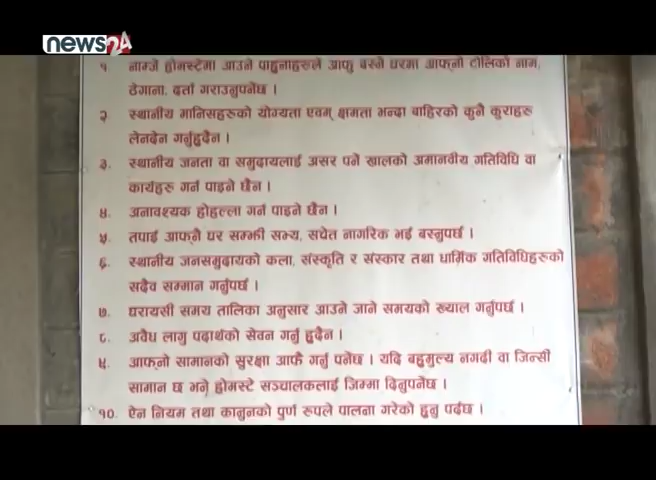 news24
१. नाम्जे होमस्टेमा आउने पाहुनाहरुले आफु बस्ने घरमा आफ्नो टोलिको नाम,
ठेगाना, दर्ता गराउनुपर्नेछ ।
२. स्थानीय मानिसहरुको योग्यता एवम् क्षमता भन्दा बाहिरको कुनै कुराहरु
लेनदेन गर्नुहुदैन ।
३. स्थानीय जनता वा समुदायलाई असर पर्ने खालको अमानवीय गतिविधि वा
कार्यहरु गर्न पाइने छैन ।
४. अनावश्यक होहल्ला गर्न पाइने छैन ।
५. तपाई आफ्नै घर सम्झी सभ्य, सचेत नागरिक भई बस्नुपर्छ ।
६. स्थानीय जनसमुदायको कला, संस्कृति र संस्कार तथा धार्मिक गतिविधिहरुको
सदैव सम्मान गर्नुपर्छ ।
७. घरायसी समय तालिका अनुसार आउने जाने समयको ख्याल गर्नुपर्छ ।
८. अवैध लागु पदार्थको सेवन गर्नु हुदैन ।
९. आफ्नो सामानको सुरक्षा आफै गर्नु पर्नेछ । यदि बहुमुल्य नगदी वा जिन्सी
सामान छ भने होमस्टे सञ्चालकलाई जिम्मा दिनुपर्नेछ ।
१०. ऐन नियम तथा कानुनको पुर्ण रुपले पालना गरेको हुनु पर्दछ ।